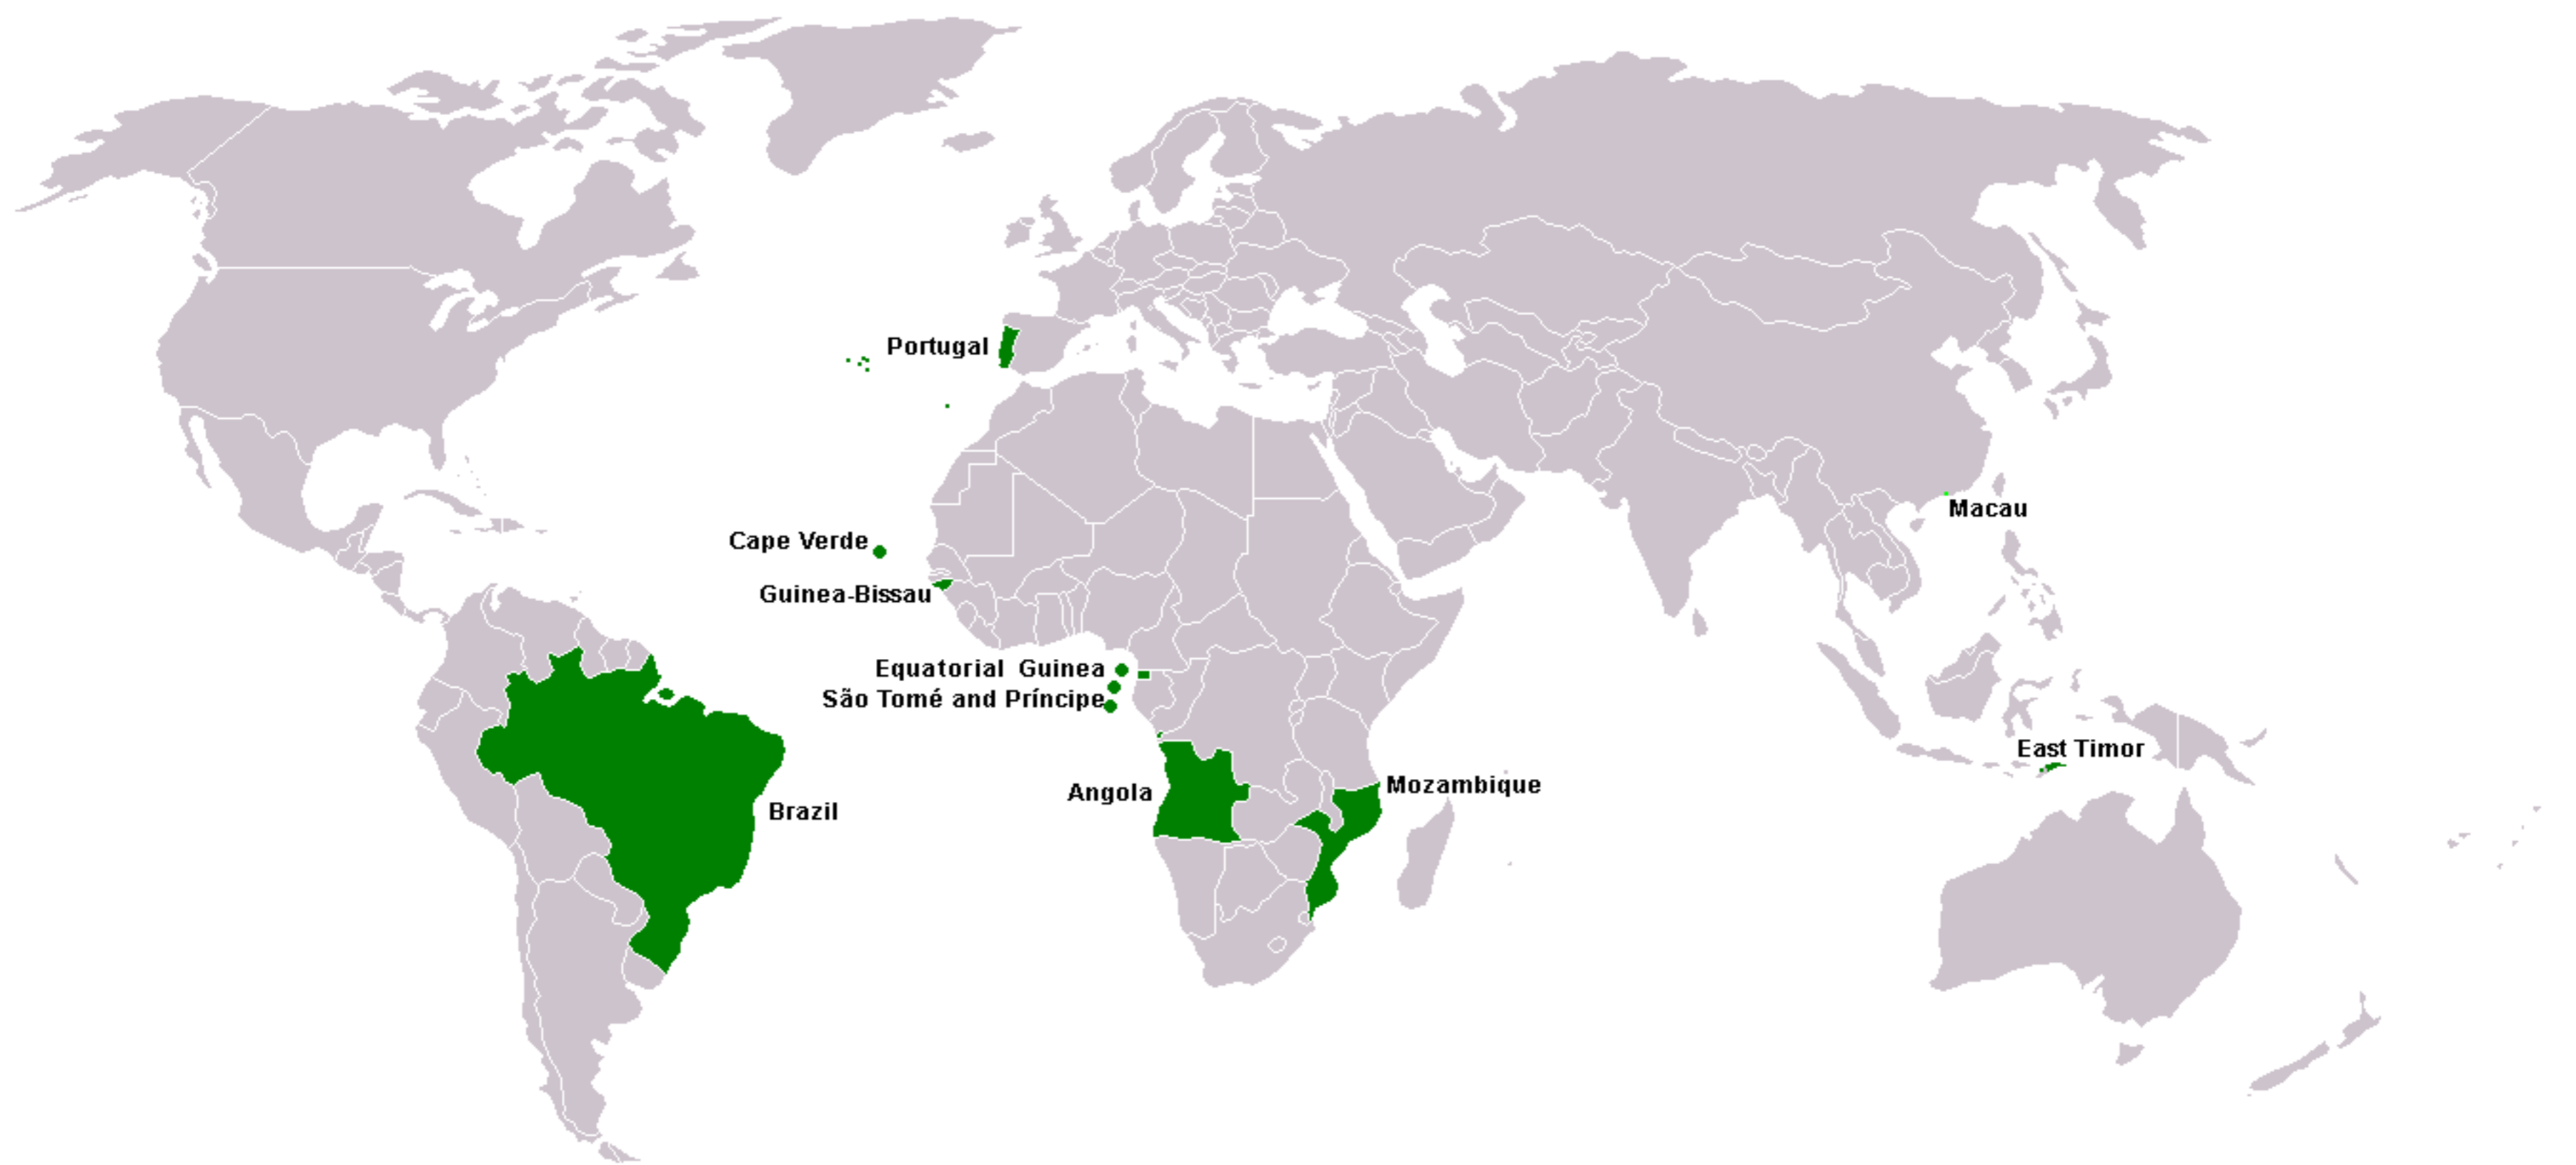 Portugal
Macau
Cape Verde
Guinea-Bissau
Equatorial Guinea
São Tomé and Príncipe
East Timor
Mozambique
Angola
Brazil